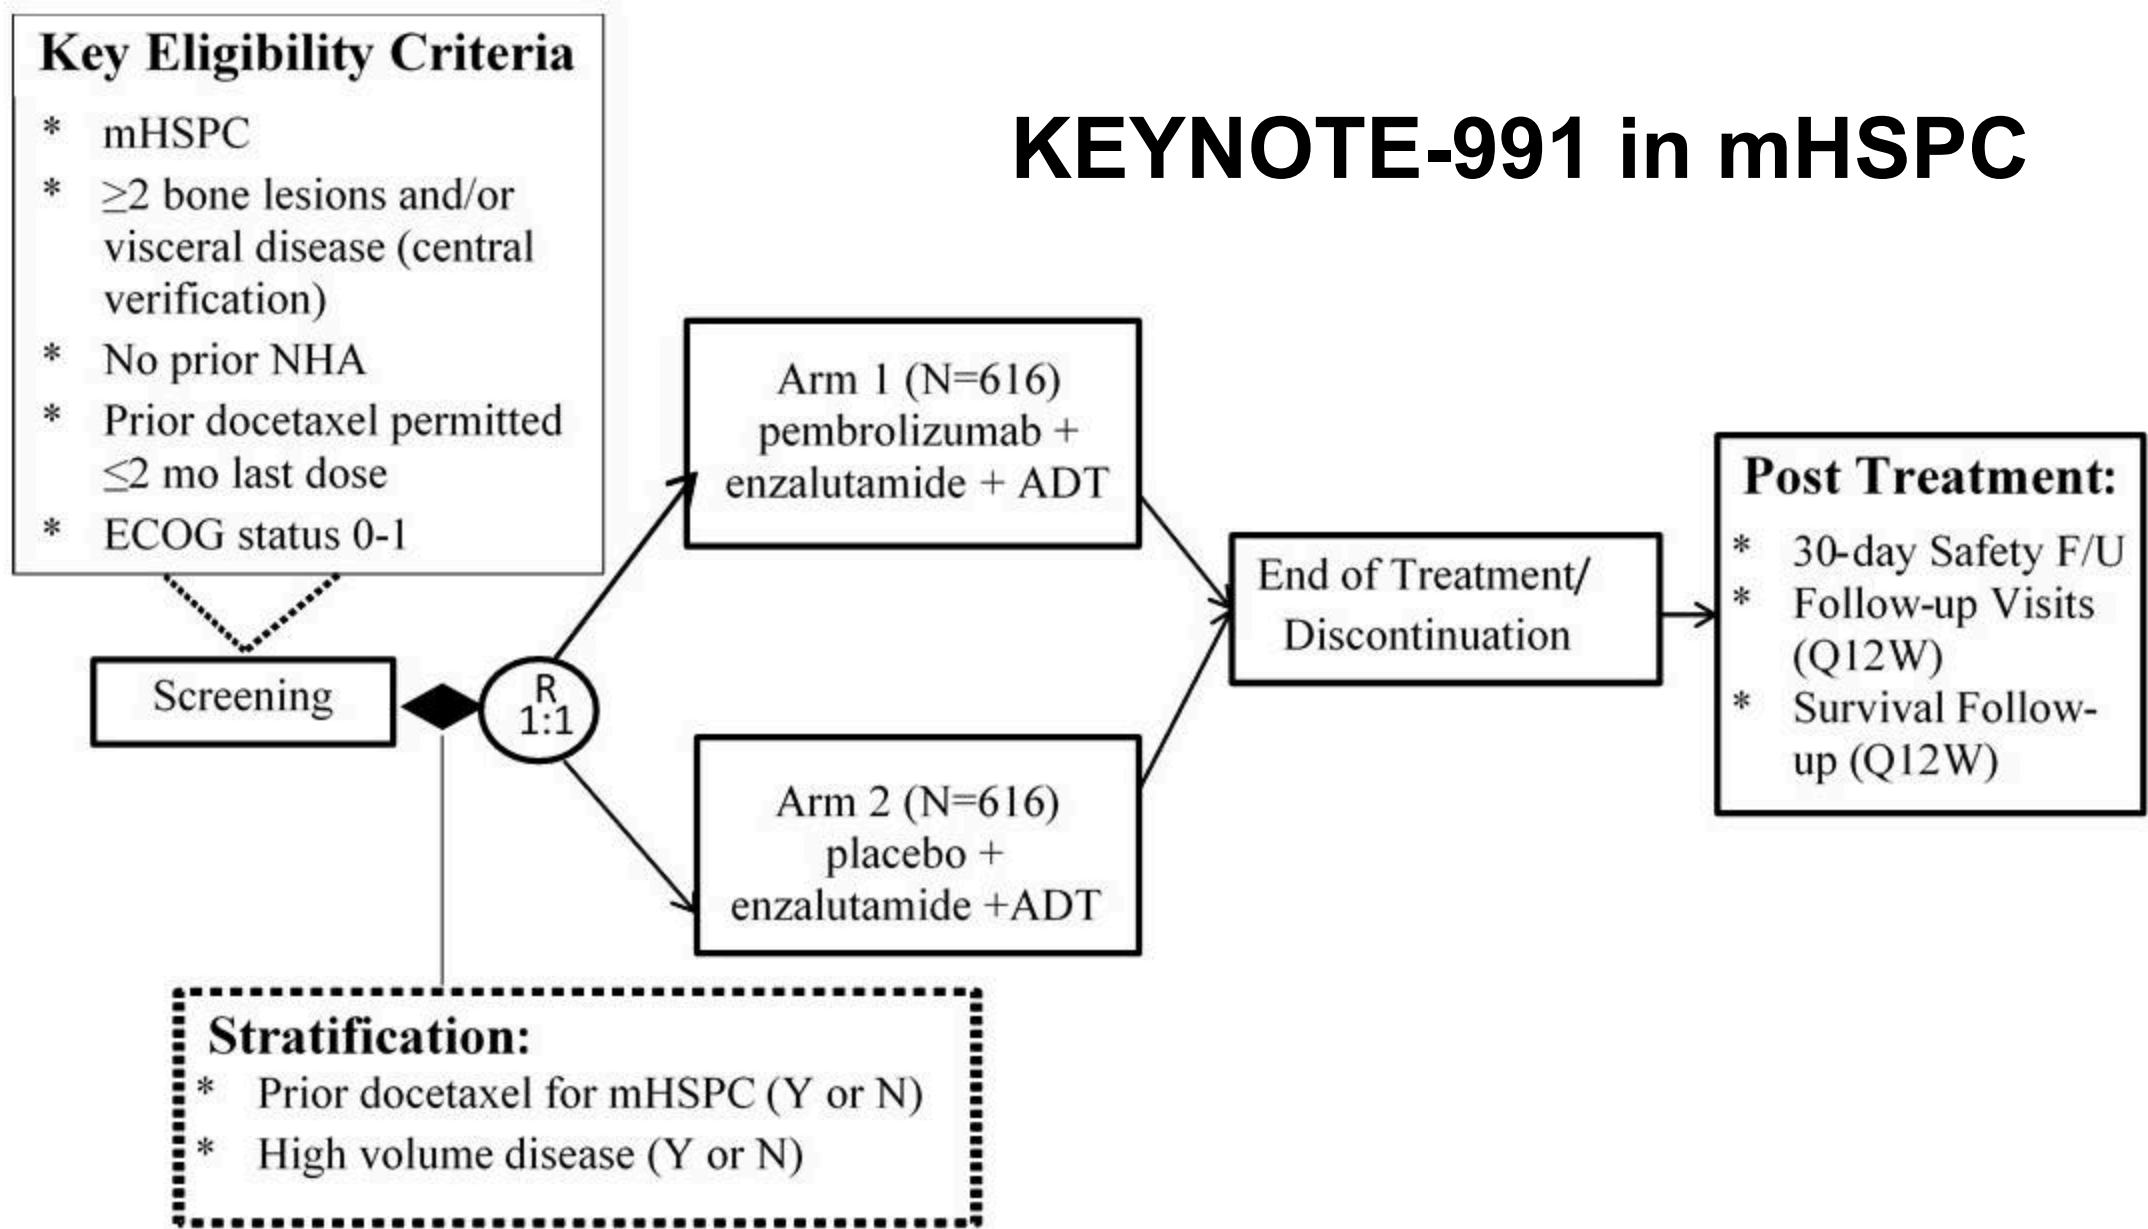 Key Eligibility Criteria
* mHSPC
* ≥2 bone lesions and/or
visceral disease (central
verification)
* No prior NHA
* Prior docetaxel permitted
≤2 mo last dose
* ECOG status 0-1
KEYNOTE-991 in mHSPC
Screening
R
1:1
Arm 1 (N=616)
pembrolizumab +
enzalutamide + ADT
Arm 2 (N=616)
placebo +
enzalutamide +ADT
End of Treatment/
Discontinuation
Post Treatment:
* 30-day Safety F/U
* Follow-up Visits
(Q12W)
* Survival Follow-
up (Q12W)
Stratification:
* Prior docetaxel for mHSPC (Y or N)
* High volume disease (Y or N)